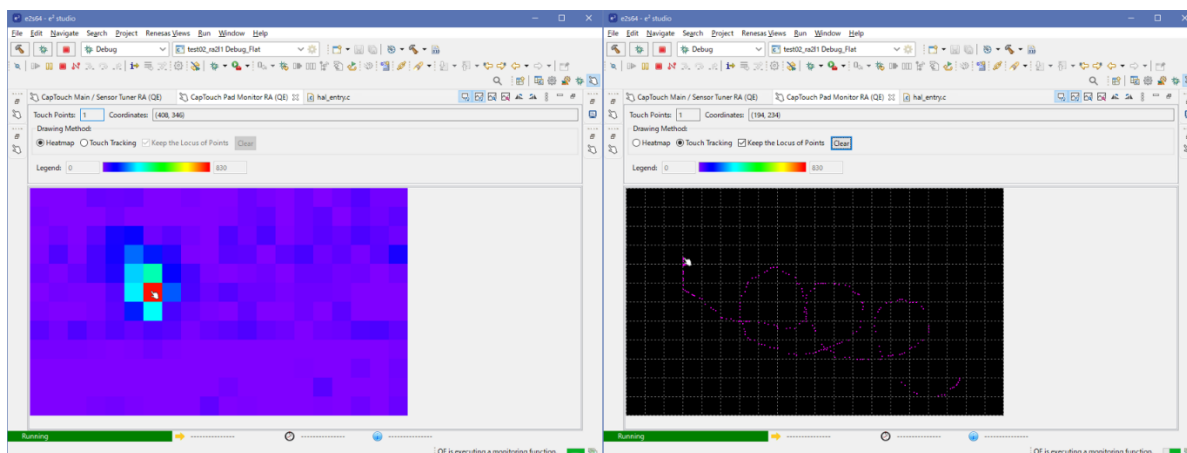 e2s64 - e² studio
File Edit Navigate Search Project Renesas Views Run Window Help
Debug test02_ra2l1 Debug_Flat
CapTouch Main / Sensor Tuner RA (QE) CapTouch Pad Monitor RA (QE) hal_entry.c
Touch Points: 1 Coordinates: (408, 346)
Drawing Method:
Heatmap Touch Tracking Keep the Locus of Points Clear
Legend: 0 830
Running
QE is executing a monitoring function.
e2s64 - e² studio
File Edit Navigate Search Project Renesas Views Run Window Help
Debug test02_ra2l1 Debug_Flat
CapTouch Main / Sensor Tuner RA (QE) CapTouch Pad Monitor RA (QE) hal_entry.c
Touch Points: 1 Coordinates: (194, 234)
Drawing Method:
Heatmap Touch Tracking Keep the Locus of Points Clear
Legend: 0 830
Running
QE is executing a monitoring function.